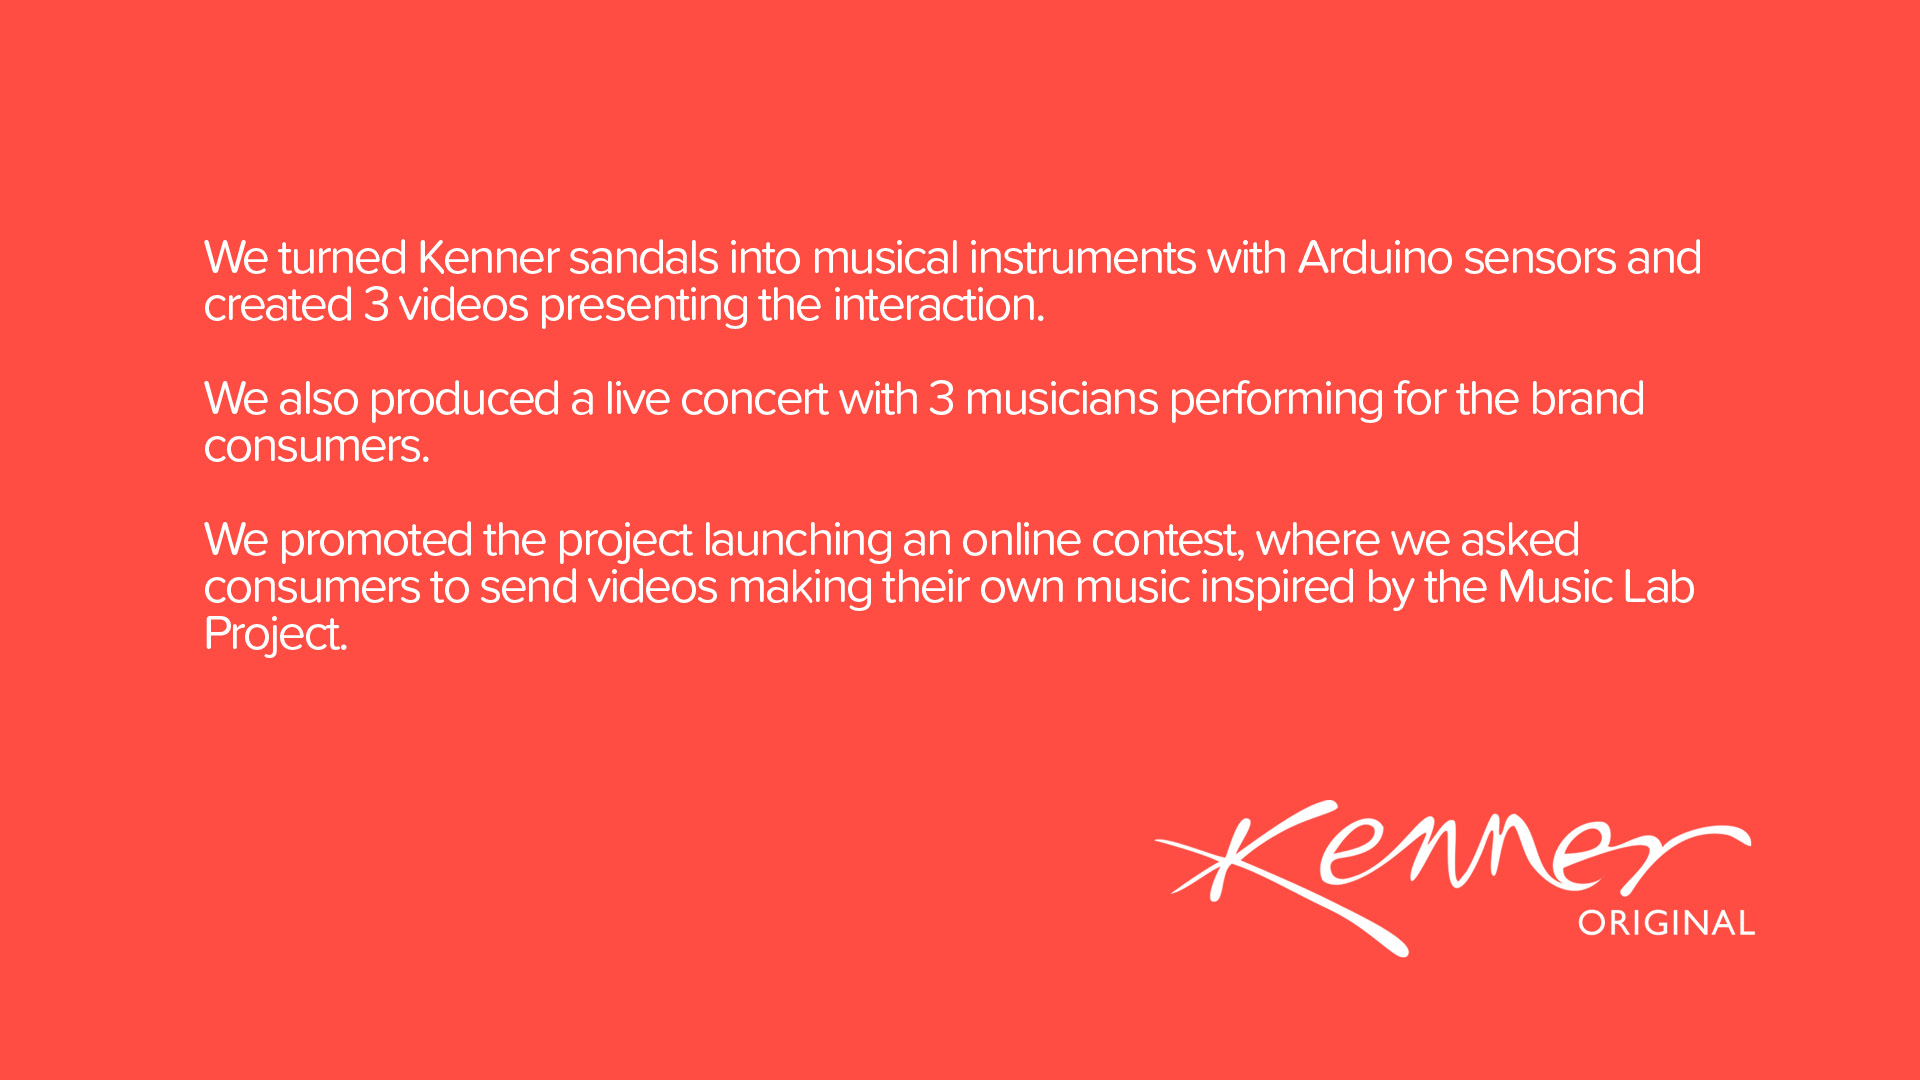 We turned Kenner sandals into musical instruments with Arduino sensors and
created 3 videos presenting the interaction.
We also produced a live concert with 3 musicians performing for the brand
consumers.
We promoted the project launching an online contest, where we asked
consumers to send videos making their own music inspired by the Music Lab
Project.
Kenner
ORIGINAL